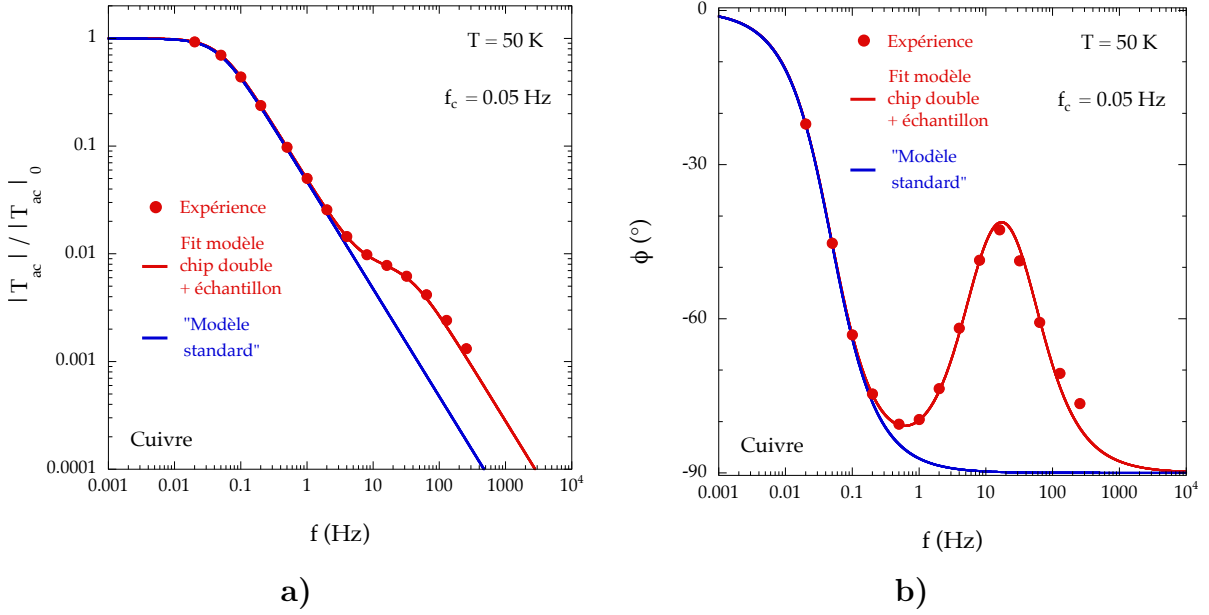 |T_ac| / |T_ac|_0
1
0.1
0.01
0.001
0.0001
T = 50 K
f_c = 0.05 Hz
Expérience
Fit modèle
chip double
+ échantillon
"Modèle
standard"
Cuivre
0.001
0.01
0.1
1
10
100
1000
10^4
f (Hz)
a)
ϕ (°)
0
-30
-60
-90
Expérience
T = 50 K
Fit modèle
chip double
+ échantillon
f_c = 0.05 Hz
"Modèle
standard"
Cuivre
0.001
0.01
0.1
1
10
100
1000
10^4
f (Hz)
b)